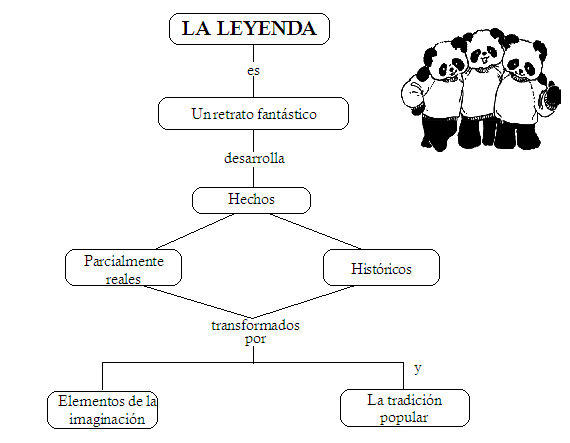 LA LEYENDA
es
Un retrato fantástico
desarrolla
Hechos
Parcialmente
reales
Históricos
transformados
por
y
Elementos de la
imaginación
La tradición
popular